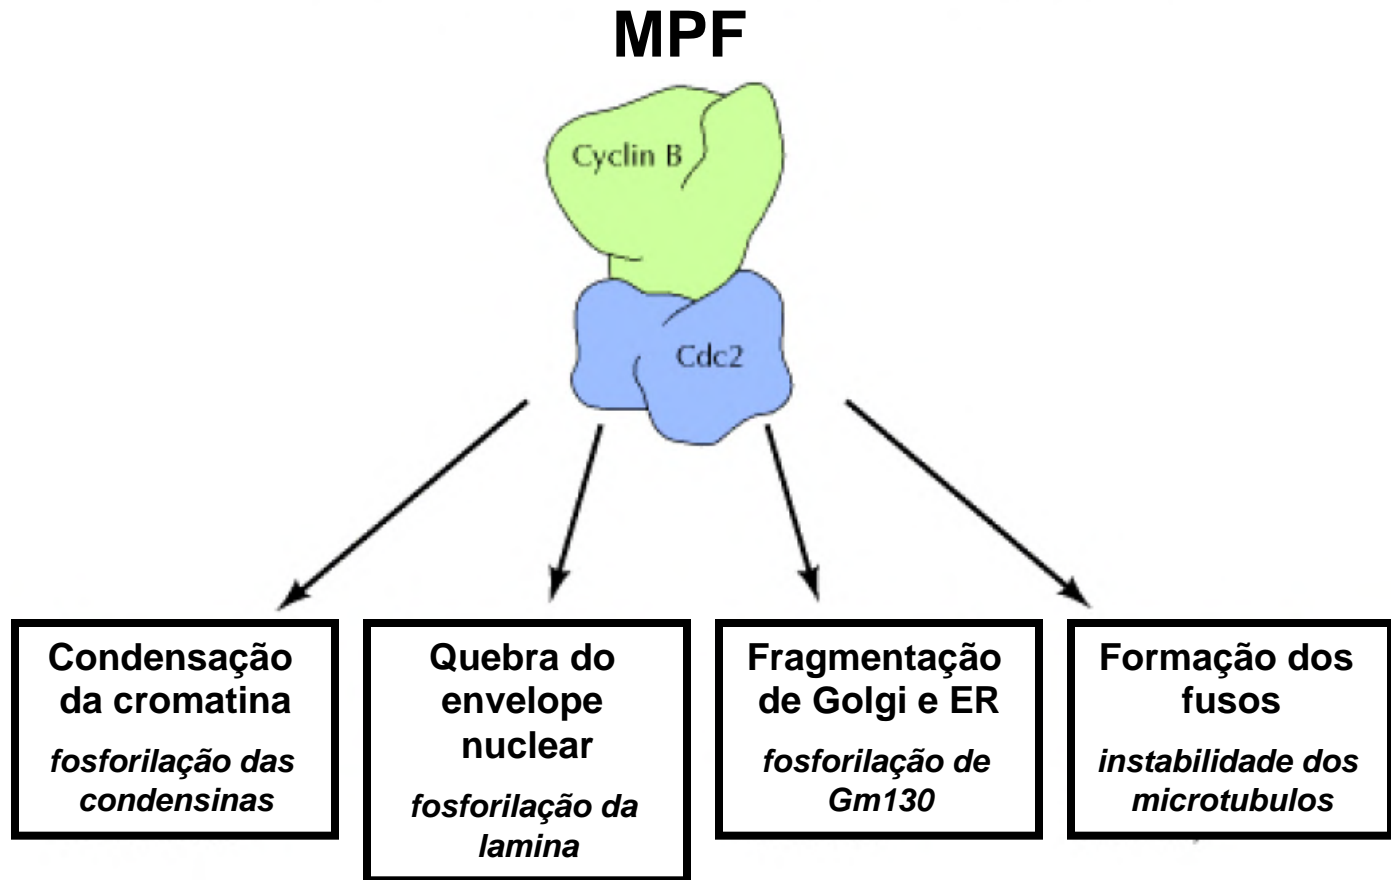 MPF
Cyclin B
Cdc2
Condensação
da cromatina
fosforilação das
condensinas
Quebra do
envelope
nuclear
fosforilação da
lamina
Fragmentação
de Golgi e ER
fosforilação de
Gm130
Formação dos
fusos
instabilidade dos
microtubulos